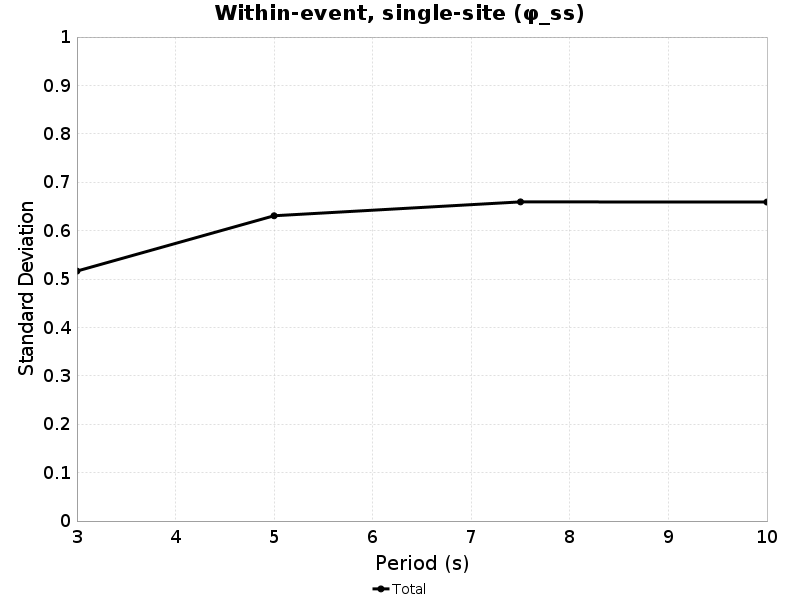 Within-event, single-site (φ_ss)
1
0.9
0.8
0.7
0.6
0.5
0.4
0.3
0.2
0.1
0
Standard Deviation
3 4 5 6 7 8 9 10
Period (s)
Total